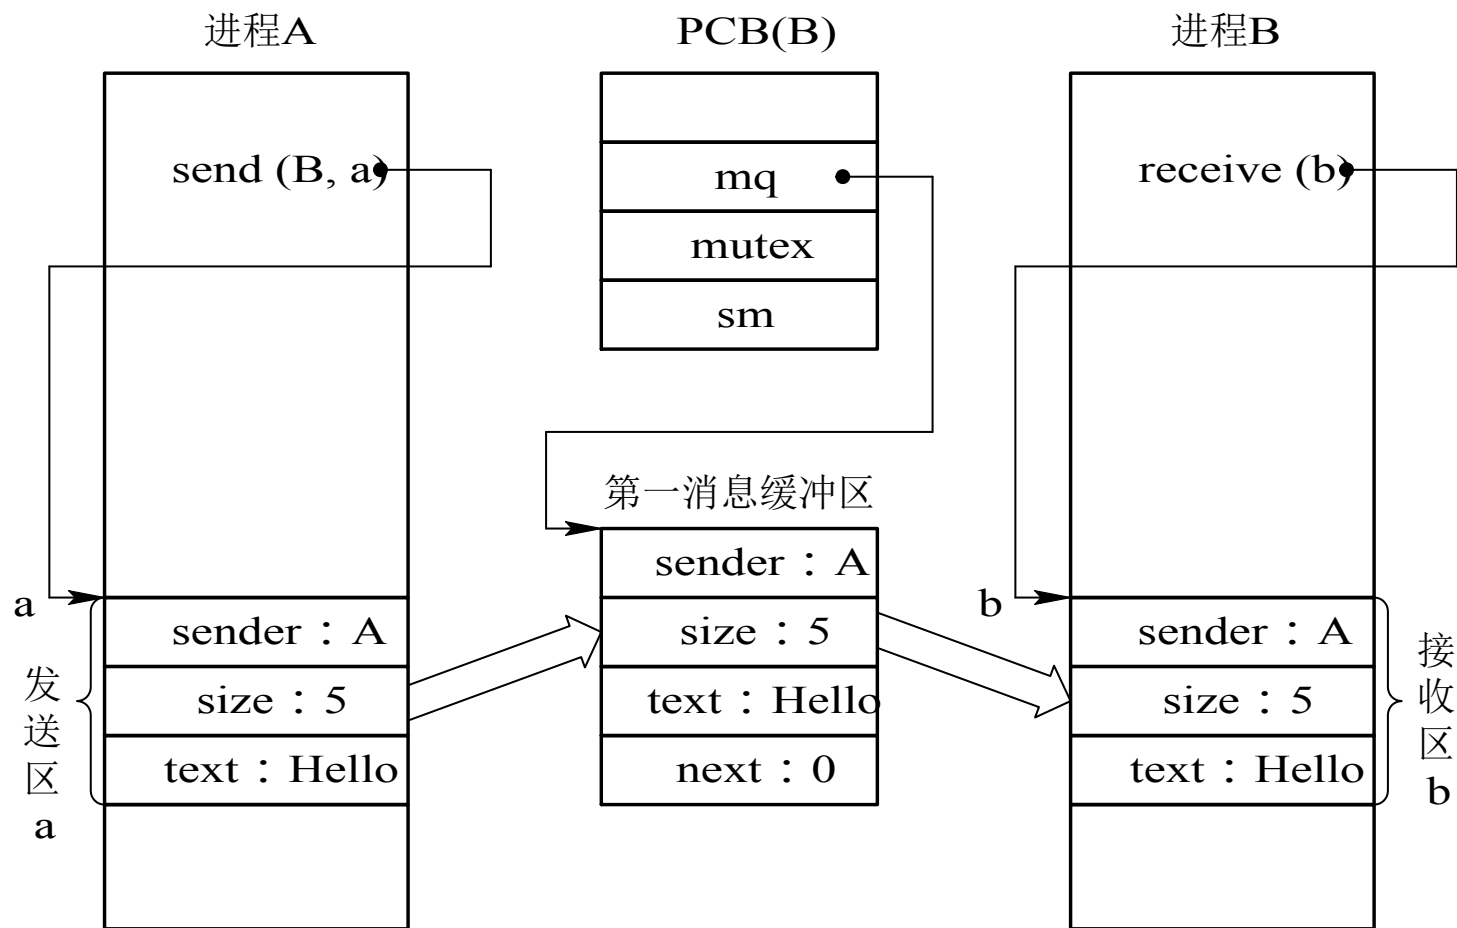 进程A
send (B, a)
a
sender：A
size：5
text：Hello
发送区a
PCB(B)
mq
mutex
sm
第一消息缓冲区
sender：A
size：5
text：Hello
next：0
进程B
receive (b)
b
sender：A
size：5
text：Hello
接收区b